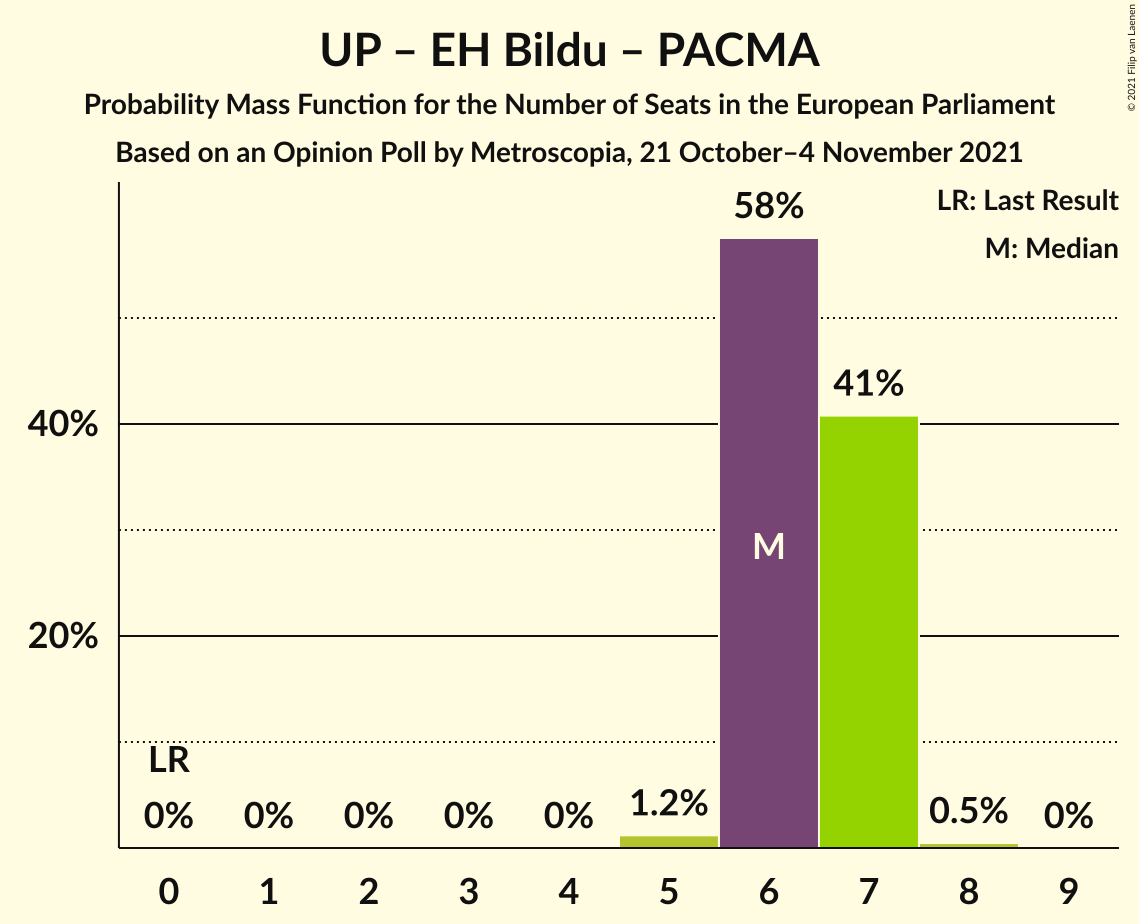 UP – EH Bildu – PACMA
Probability Mass Function for the Number of Seats in the European Parliament
Based on an Opinion Poll by Metroscopia, 21 October–4 November 2021
© 2021 Filip van Laenen
LR: Last Result
M: Median
58%
41%
40%
M
20%
LR
0% 0% 0% 0% 0% 1.2% 0.5% 0%
0 1 2 3 4 5 6 7 8 9